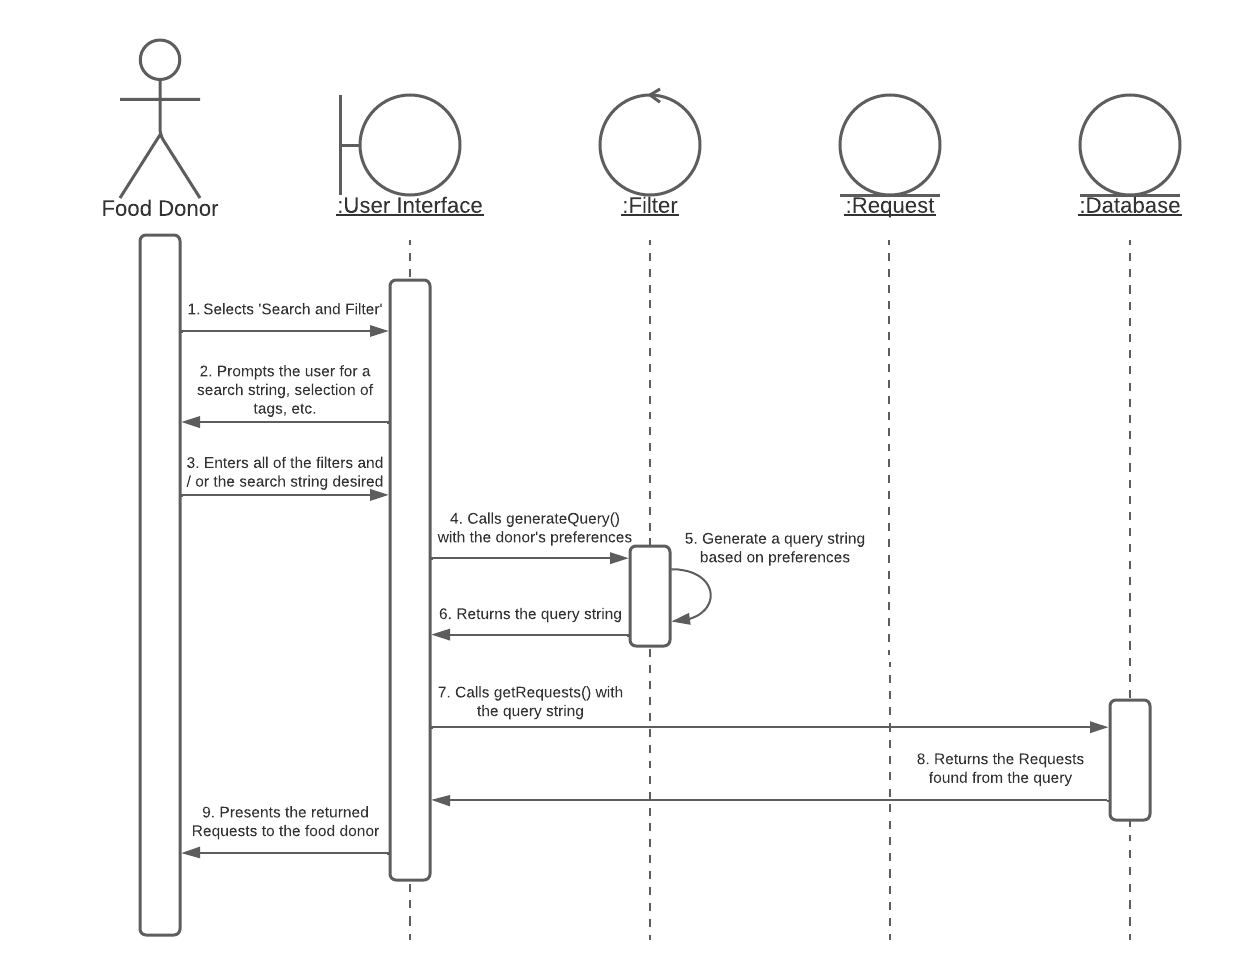 Food Donor
:User Interface
:Filter
:Request
:Database
1. Selects 'Search and Filter'
2. Prompts the user for a
search string, selection of
tags, etc.
3. Enters all of the filters and
/ or the search string desired
4. Calls generateQuery()
with the donor's preferences
5. Generate a query string
based on preferences
6. Returns the query string
7. Calls getRequests() with
the query string
8. Returns the Requests
found from the query
9. Presents the returned
Requests to the food donor